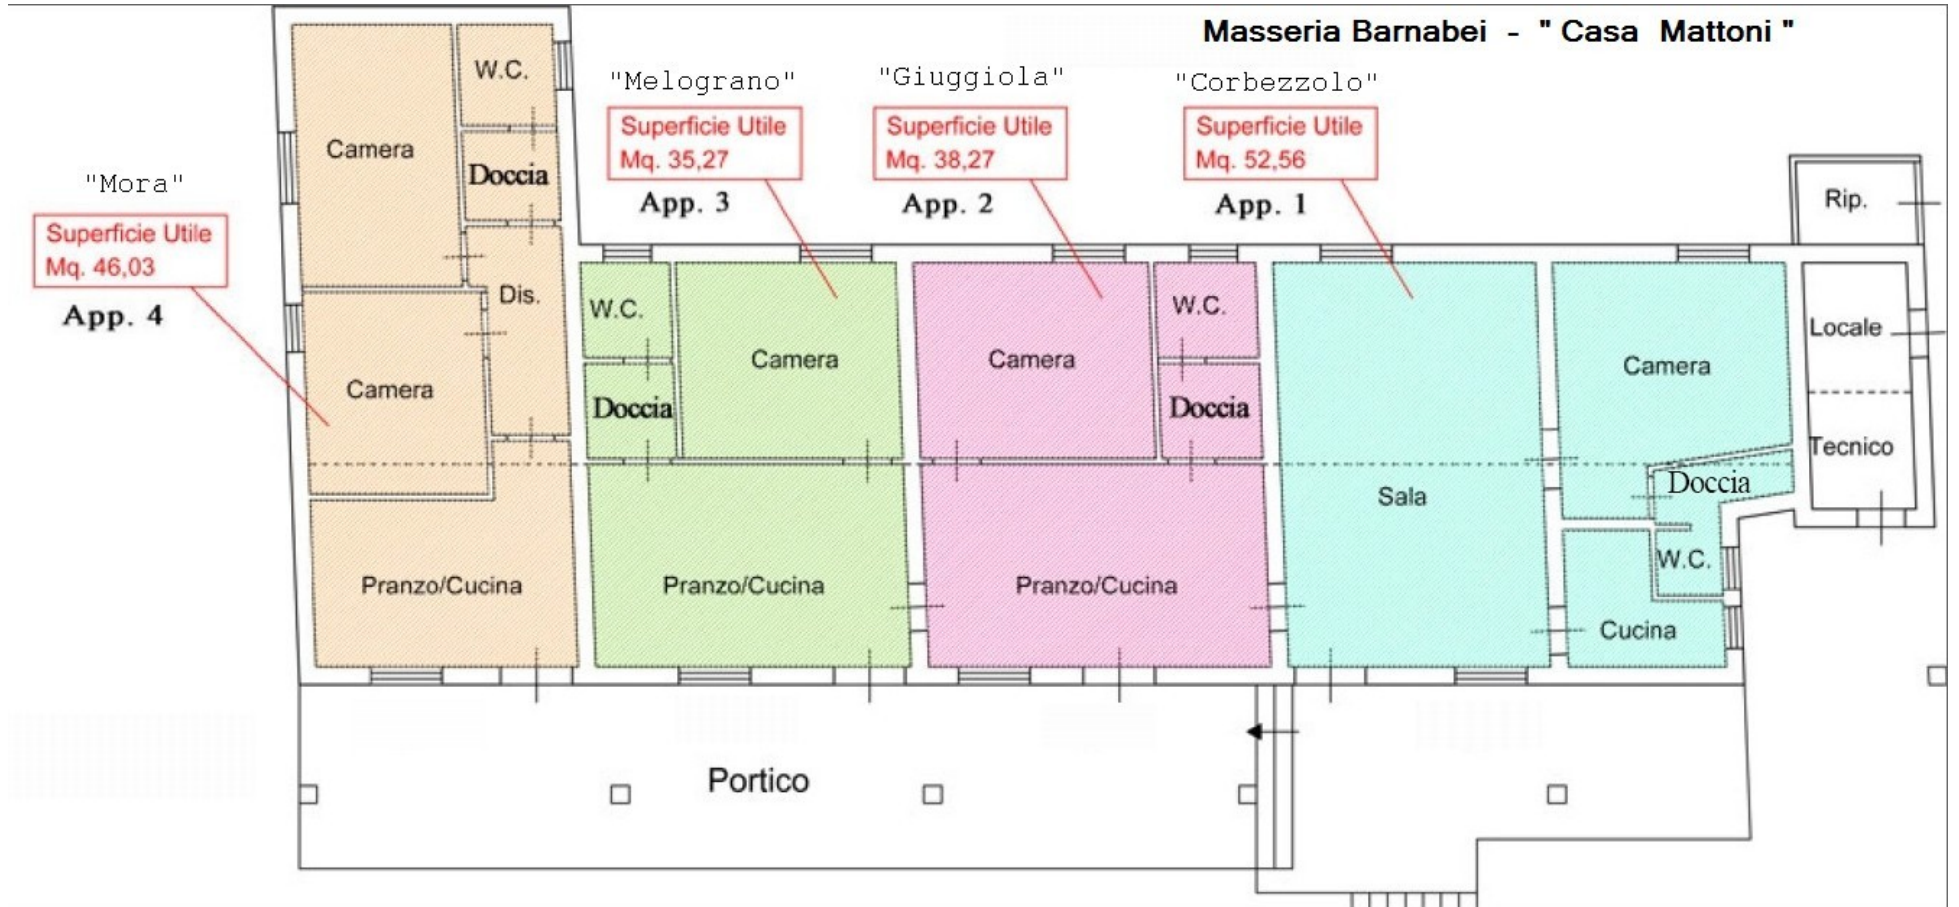 Masseria Barnabei - " Casa Mattoni "
"Mora"
Superficie Utile
Mq. 46,03
App. 4
"Melograno"
Superficie Utile
Mq. 35,27
App. 3
"Giuggiola"
Superficie Utile
Mq. 38,27
App. 2
"Corbezzolo"
Superficie Utile
Mq. 52,56
App. 1
Camera
W.C.
Doccia
Dis.
Camera
Pranzo/Cucina
W.C.
Doccia
Camera
Pranzo/Cucina
Camera
W.C.
Doccia
Pranzo/Cucina
Sala
Camera
Doccia
W.C.
Cucina
Rip.
Locale
Tecnico
Portico